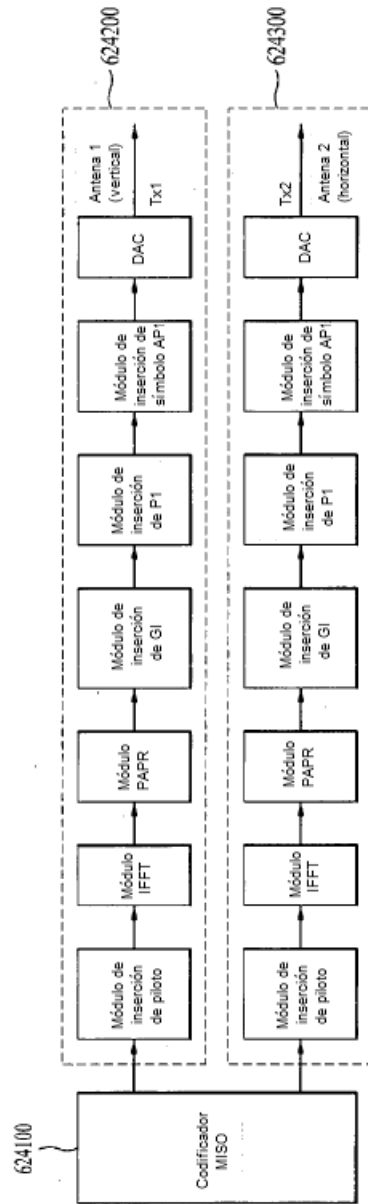 624100
Codificador
MISO
624200
Módulo de
inserción
de piloto
Módulo
IFFT
Módulo
PAPR
Módulo de
inserción
de GI
Módulo de
inserción
de P1
Módulo de
inserción de
símbolo AP1
DAC
Antena 1
(vertical)
Tx1
624300
Módulo de
inserción
de piloto
Módulo
IFFT
Módulo
PAPR
Módulo de
inserción
de GI
Módulo de
inserción
de P1
Módulo de
inserción de
símbolo AP1
DAC
Tx2
Antena 2
(horizontal)